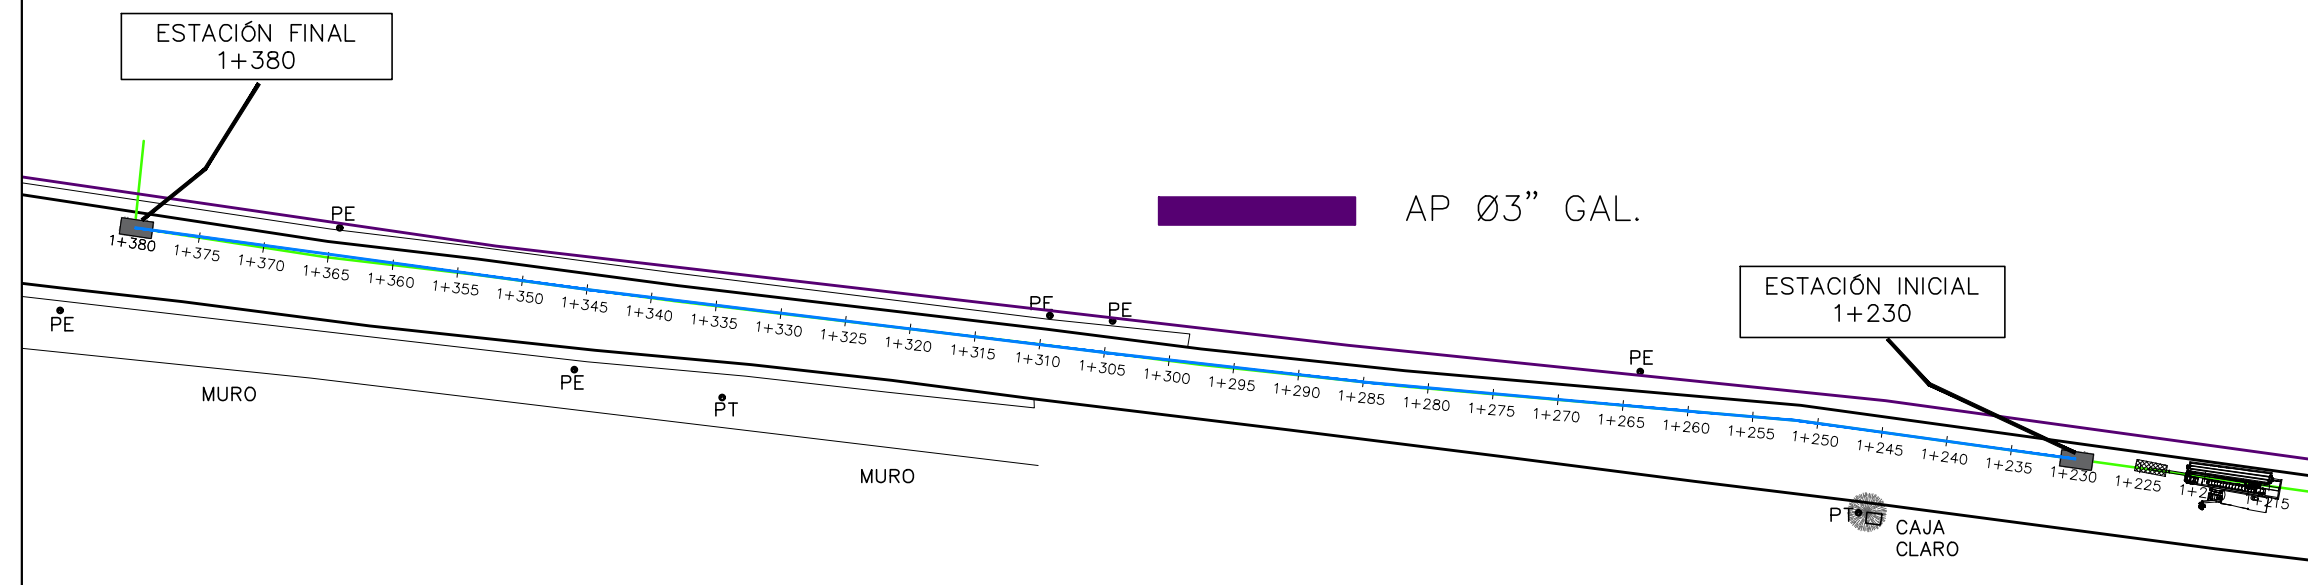 ESTACIÓN FINAL
1+380
PE
AP Ø3” GAL.
1+380
1+375
1+370
1+365
1+360
1+355
1+350
1+345
1+340
1+335
1+330
1+325
1+320
1+315
1+310
1+305
1+300
1+295
1+290
1+285
1+280
1+275
1+270
1+265
1+260
1+255
1+250
1+245
1+240
1+235
1+230
1+225
1+215
ESTACIÓN INICIAL
1+230
PE
PE
PE
PE
PE
PT
MURO
MURO
PT
CAJA
CLARO